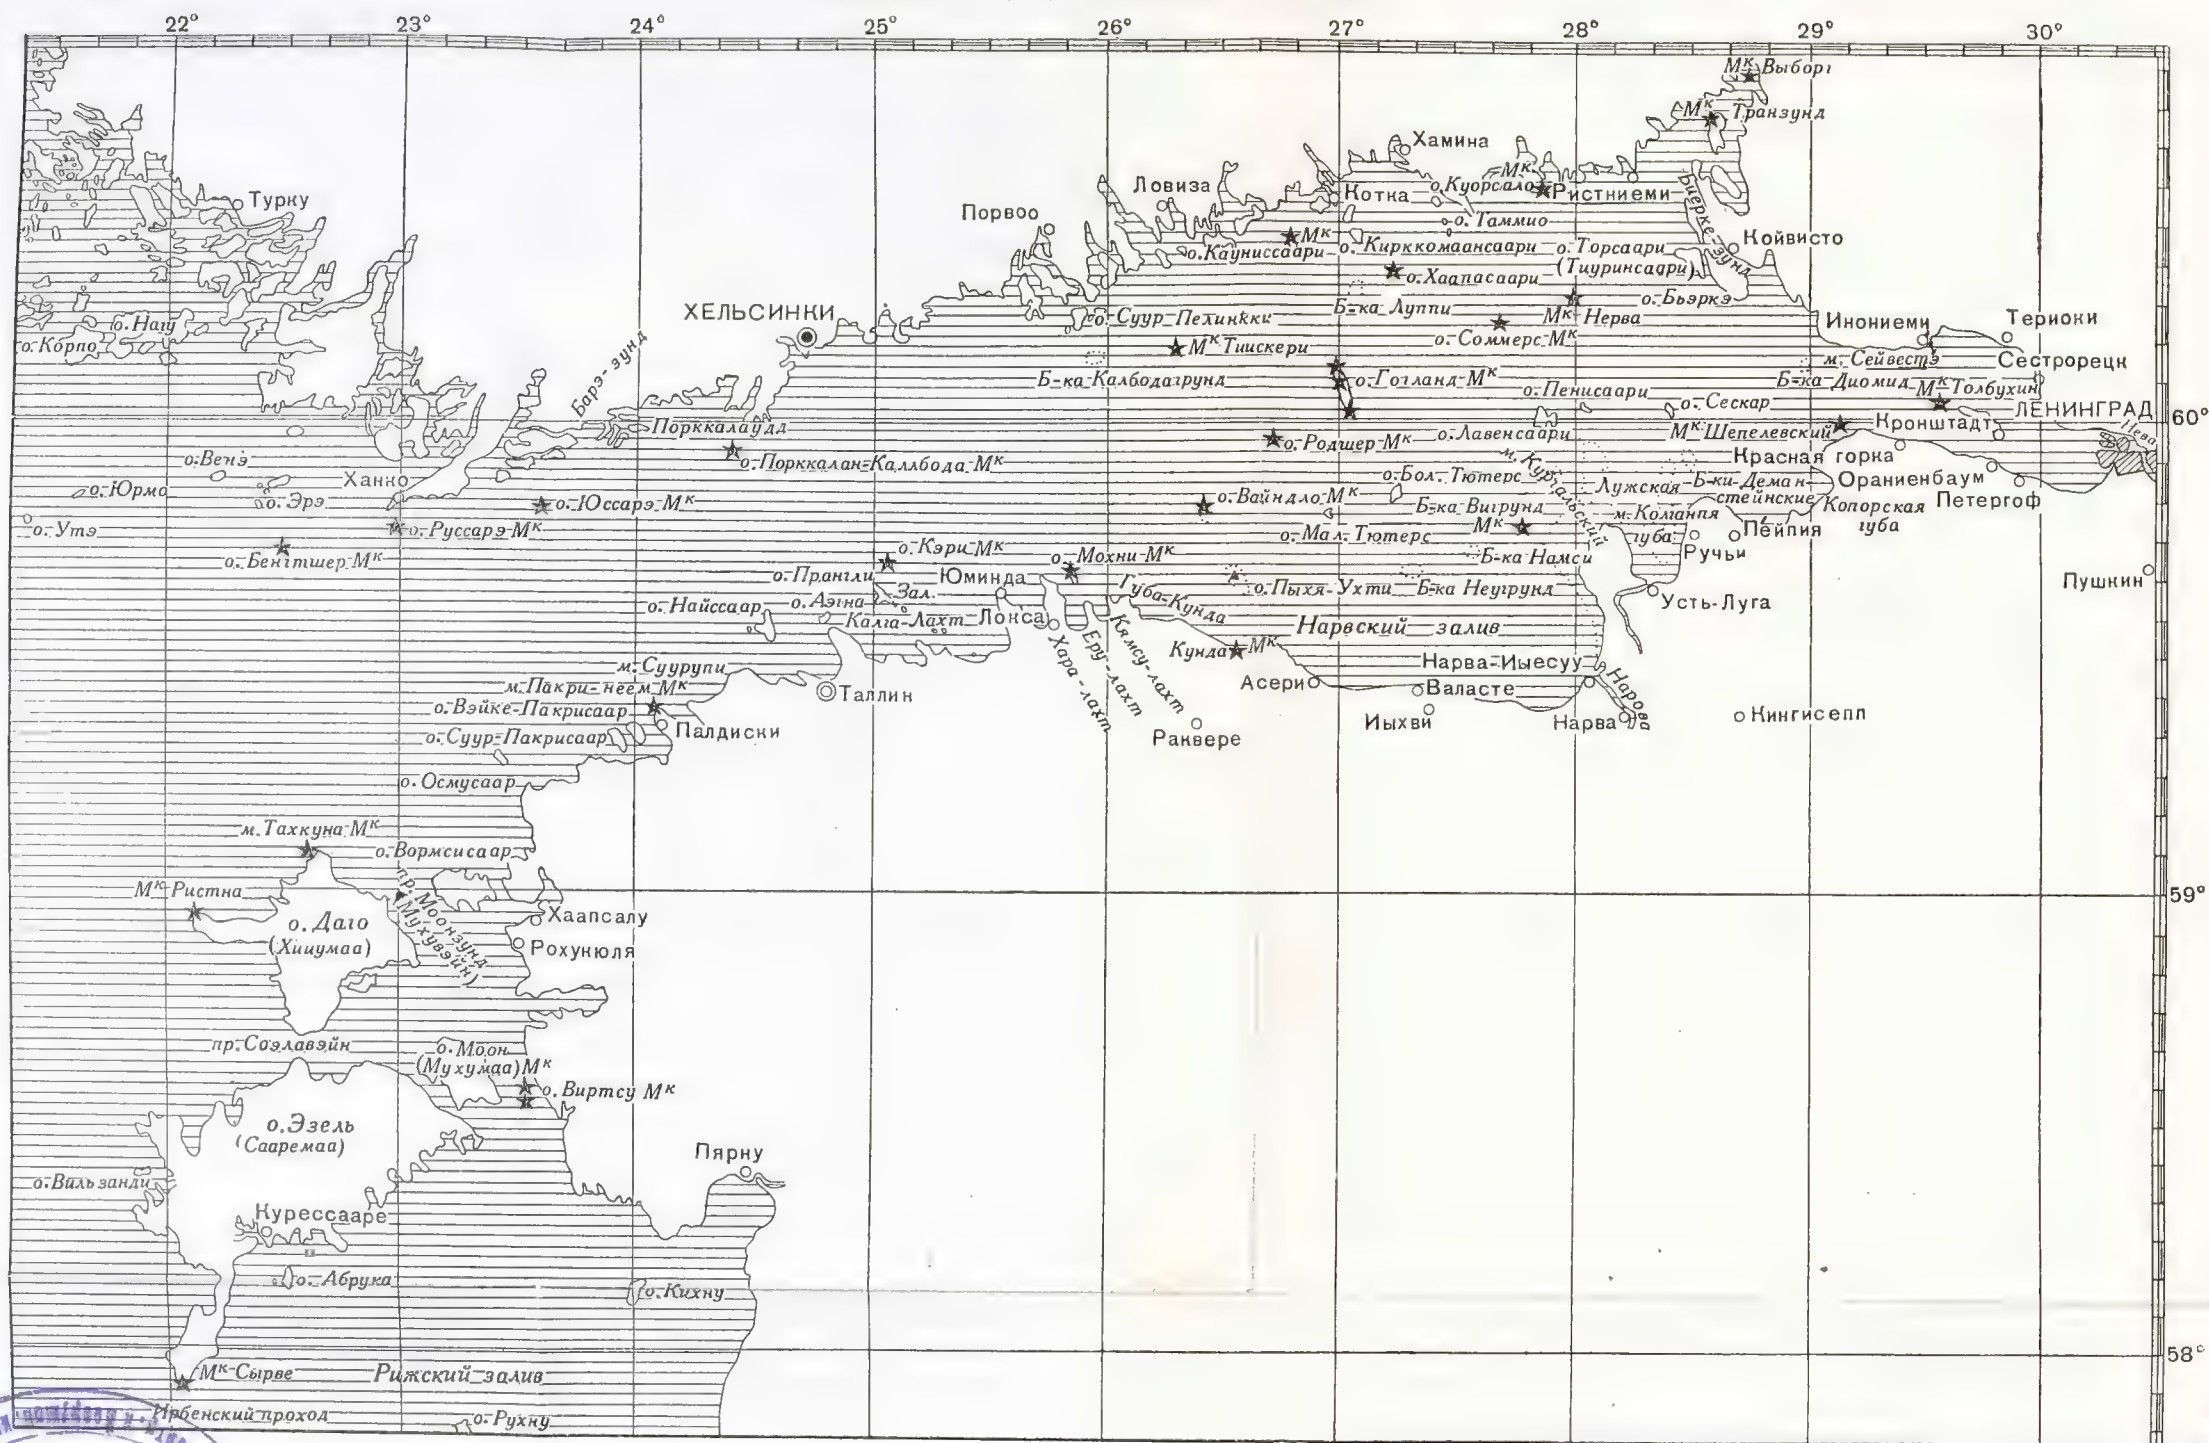 22°
23°
24°
25°
26°
27°
28°
29°
30°
Мк Выборг
Мк
Транзунд
Хамина
Ловиза
Котка
о. Куорсало
Мк
Ристниеми
Бьерке-зунд
Турку
Порвоо
о. Таммио
Койвисто
Мк
о. Кауниссаари
о. Кирккомаансаари
о. Торсаари
(Тиуринсаари)
о. Хаапасаари
о. Бьэркэ
ХЕЛЬСИНКИ
Б-ка Луппи
Мк Нерва
о. Суур-Пелинкки
о. Нагу
о. Корпо
Инониеми
Териоки
о. Соммерс-Мк
Мк Тиискери
м. Сейвестэ
Сестрорецк
Барэ-зунд
Б-ка Калбодагрунд
о. Гогланд-Мк
о. Пенисаари
Б-ка Диомид
Мк Толбухин
о. Сескар
ЛЕНИНГРАД
60°
Порккалаудд
о. Лавенсаари
Мк Шепелевский
Кронштадт
Нева
о. Родшер-Мк
Красная горка
о. Венэ
о. Порккалан-Каллбода Мк
м. Кургальский
Ханко
о. Юрмо
о. Эрэ
о. Бол. Тютерс
Лужская
губа
Б-ки Деман
стейнские
Ораниенбаум
Петергоф
о. Юссарэ-Мк
о. Вайндло-Мк
Б-ка Вигрунд
Мк
Копорская
губа
о. Утэ
о. Руссарэ-Мк
о. Мал. Тютерс
Пейпия
Ручьи
о. Бенгтшер-Мк
о. Кэри-Мк
о. Мохни-Мк
Б-ка Намси
о. Прангли
Юминда
Губа-Кунда
о. Пыхя-Ухти
Б-ка Неугрунд
Пушкин
о. Найссаар
о. Аэгна
Зал.
Калга-Лахт
Локса
Усть-Луга
Хара-лахт
Еру-лахт
Кямсу-лахт
Нарвский залив
Кунда
Мк
м. Суурупи
Нарва-Иыесуу
м. Пакри-неем-Мк
Таллин
Асери
Валасте
Нарова
о. Вэйке-Пакрисаар
Палдиски
Раквере
Иыхви
Нарва
Кингисепп
о. Суур-Пакрисаар
о. Осмусаар
м. Тахкуна-Мк
о. Вормсисаар
Мк Ристна
59°
о. Даго
(Хииумаа)
пр. Моонзунд
(Мухувэйн)
Хаапсалу
Рохунюля
пр. Соэлавэйн
о. Моон
(Мухумаа) Мк
о. Виртсу Мк
о. Эзель
(Сааремаа)
Пярну
о. Вильзанди
Курессааре
о. Абрука
о. Кихну
58°
Мк Сырве
Рижский залив
Ирбенский проход
о. Рухну